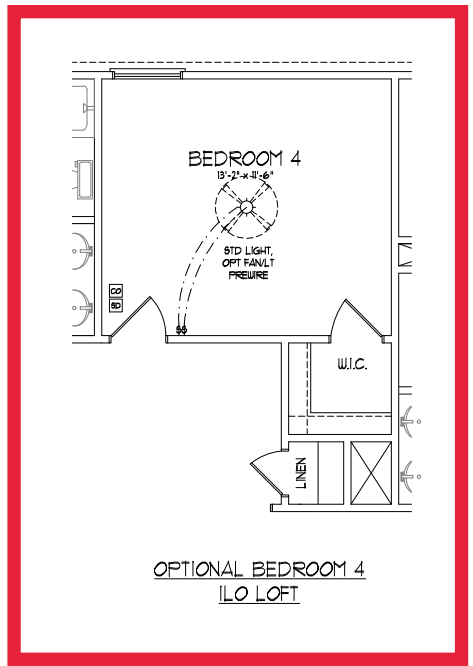 BEDROOM 4
13'-2"-x-11'-6"
STD LIGHT,
OPT FAN/LT
PREWIRE
CO
SD
$$
W.I.C.
LINEN
OPTIONAL BEDROOM 4
ILO LOFT